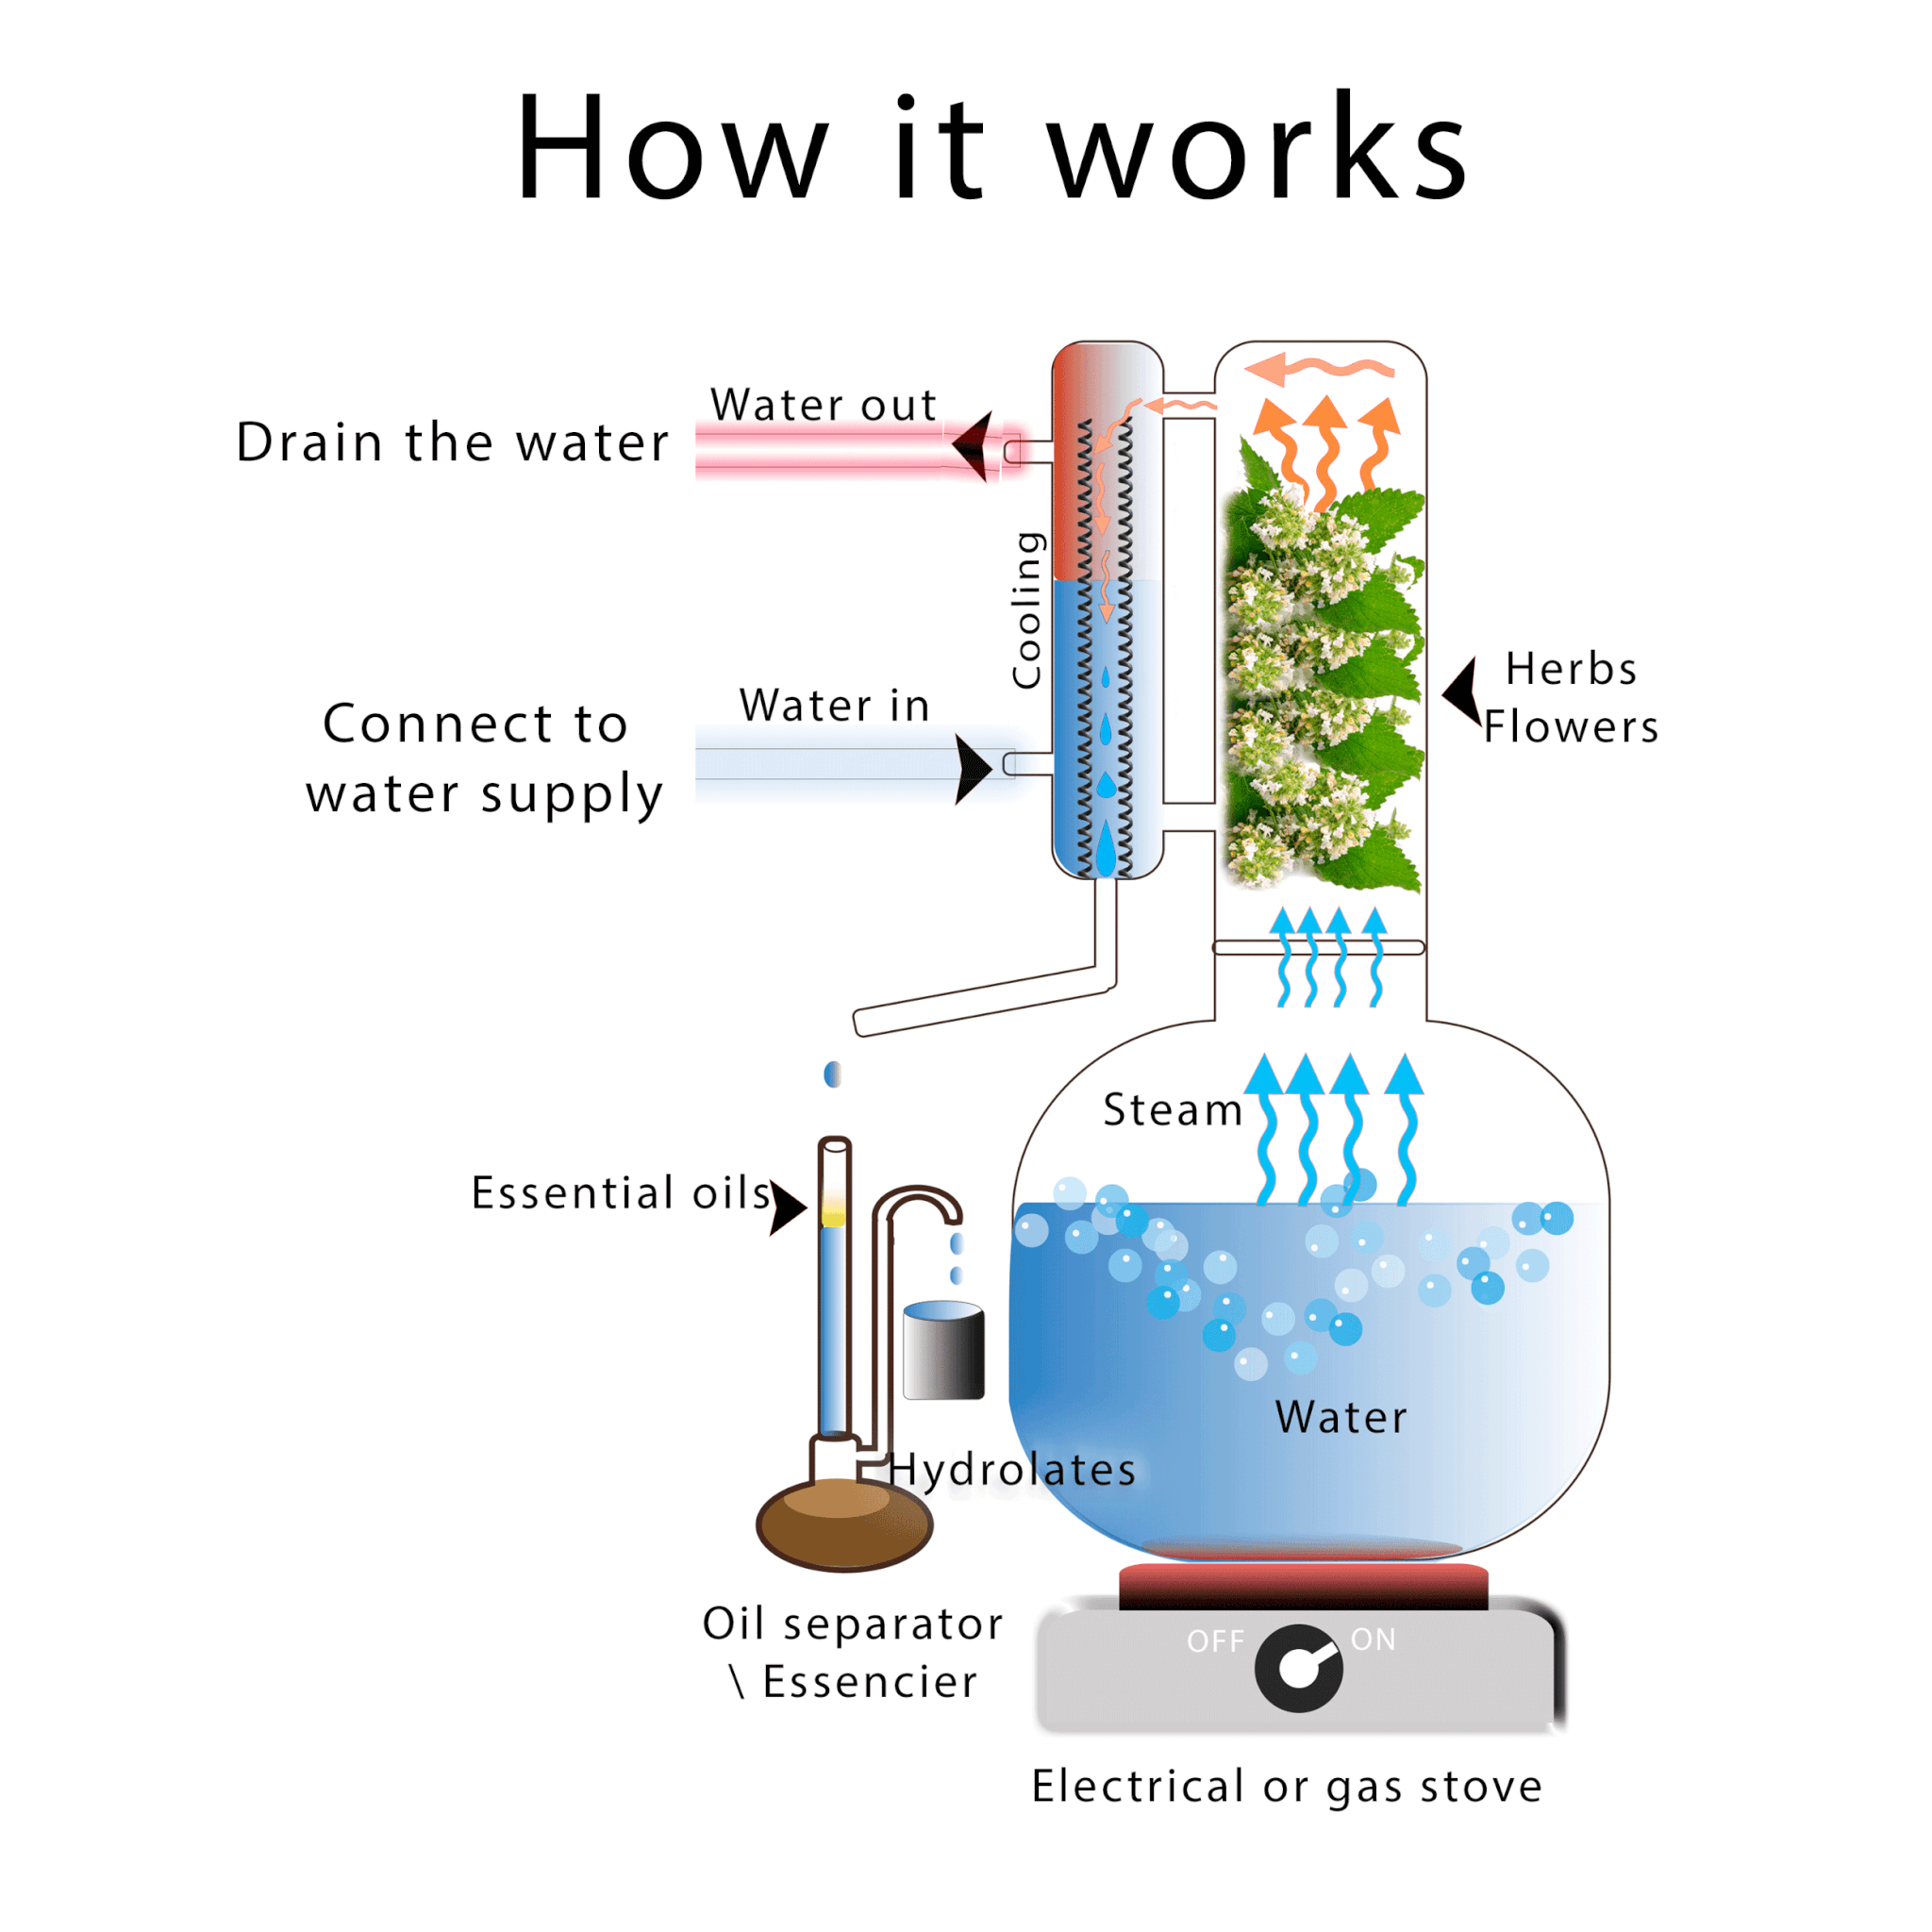 How it works
Water out
Drain the water
Cooling
Herbs
Flowers
Water in
Connect to
water supply
Steam
Essential oils
Water
Hydrolates
Oil separator
\ Essencier
OFF
ON
Electrical or gas stove